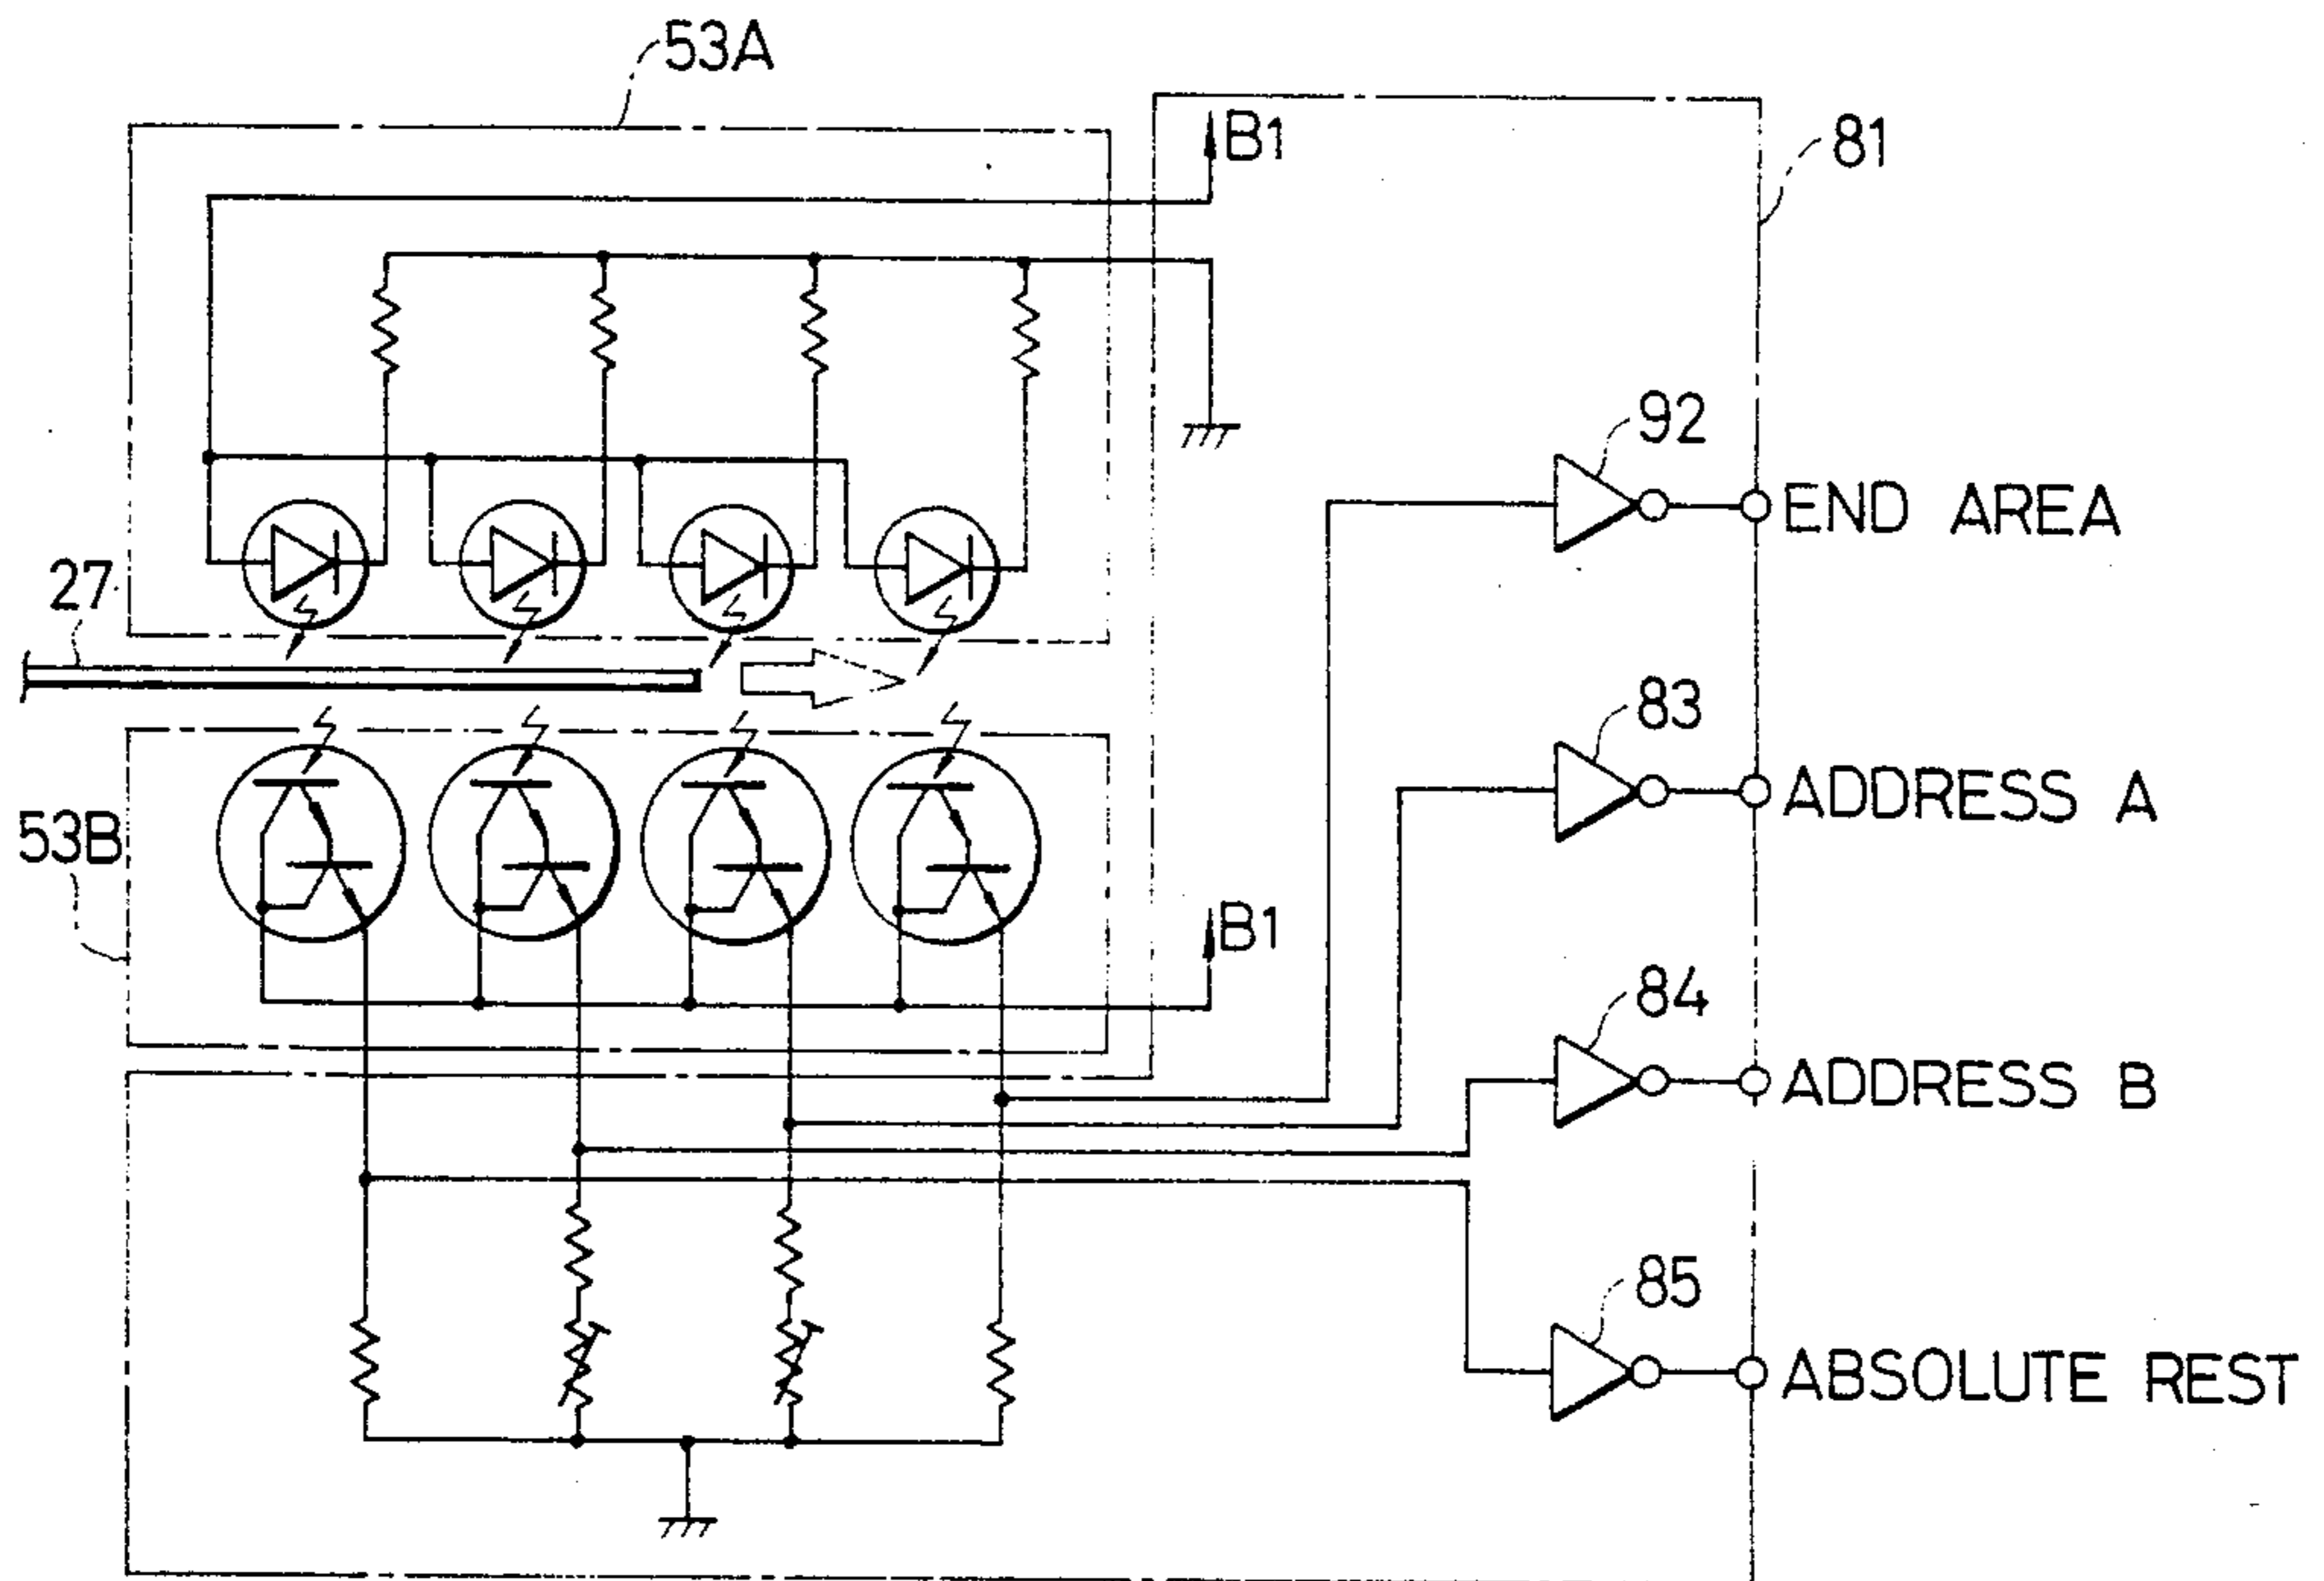 53A
B1
81
92
END AREA
27
83
ADDRESS A
53B
B1
84
ADDRESS B
85
ABSOLUTE REST